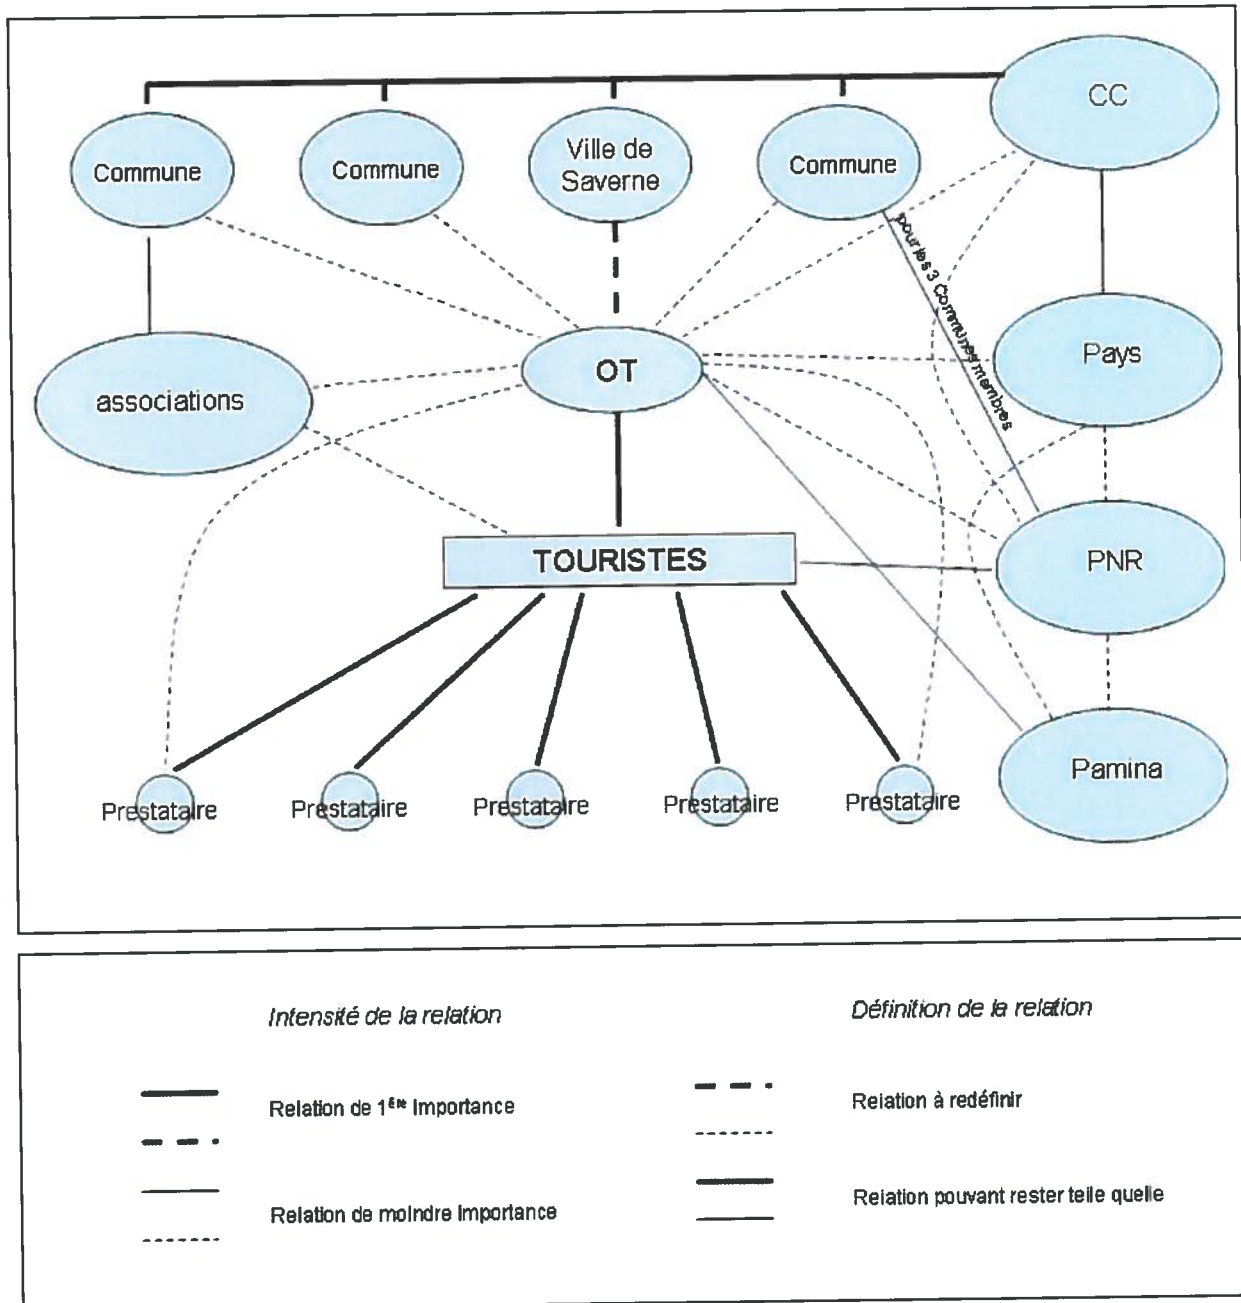 CC
Commune
Commune
Ville de
Saverne
Commune
pour les 3 Communes membres
OT
Pays
associations
TOURISTES
PNR
Pamina
Prestataire
Prestataire
Prestataire
Prestataire
Prestataire
Intensité de la relation
Définition de la relation
Relation de 1ère Importance
Relation à redéfinir
Relation de moindre Importance
Relation pouvant rester telle quelle